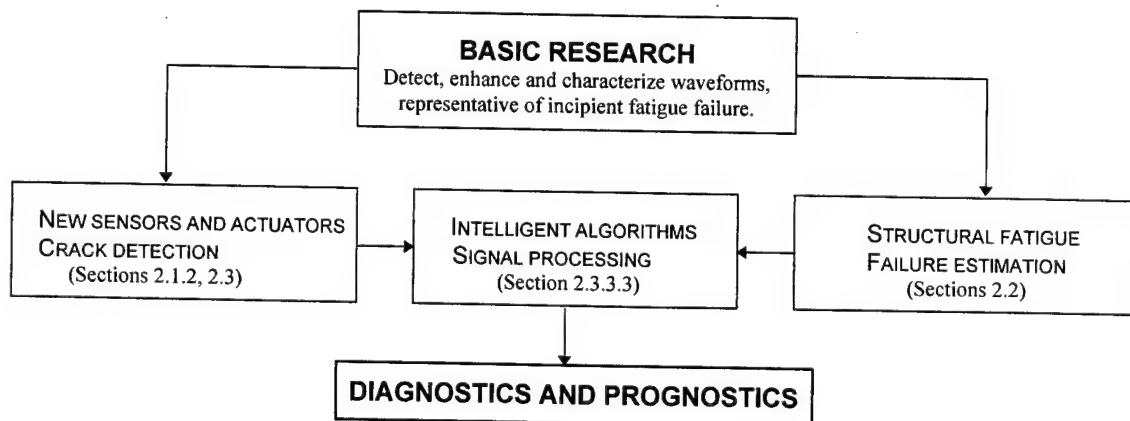 BASIC RESEARCH
Detect, enhance and characterize waveforms,
representative of incipient fatigue failure.
NEW SENSORS AND ACTUATORS
CRACK DETECTION
(Sections 2.1.2, 2.3)
INTELLIGENT ALGORITHMS
SIGNAL PROCESSING
(Section 2.3.3.3)
STRUCTURAL FATIGUE
FAILURE ESTIMATION
(Sections 2.2)
DIAGNOSTICS AND PROGNOSTICS